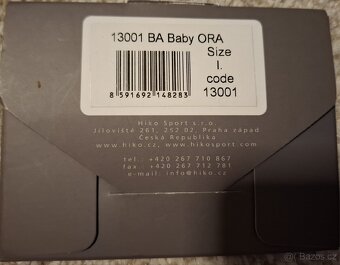 13001 BA Baby ORA
Size
I.
code
13001
8 591692 148283
Hiko Sport s.r.o.
Jíloviště 261, 252 02, Praha západ
Česká Republika
www.hiko.cz, www.hikosport.com
tel.: +420 267 710 867
fax.: +420 267 712 781
e-mail: info@hiko.cz
Bazos.cz